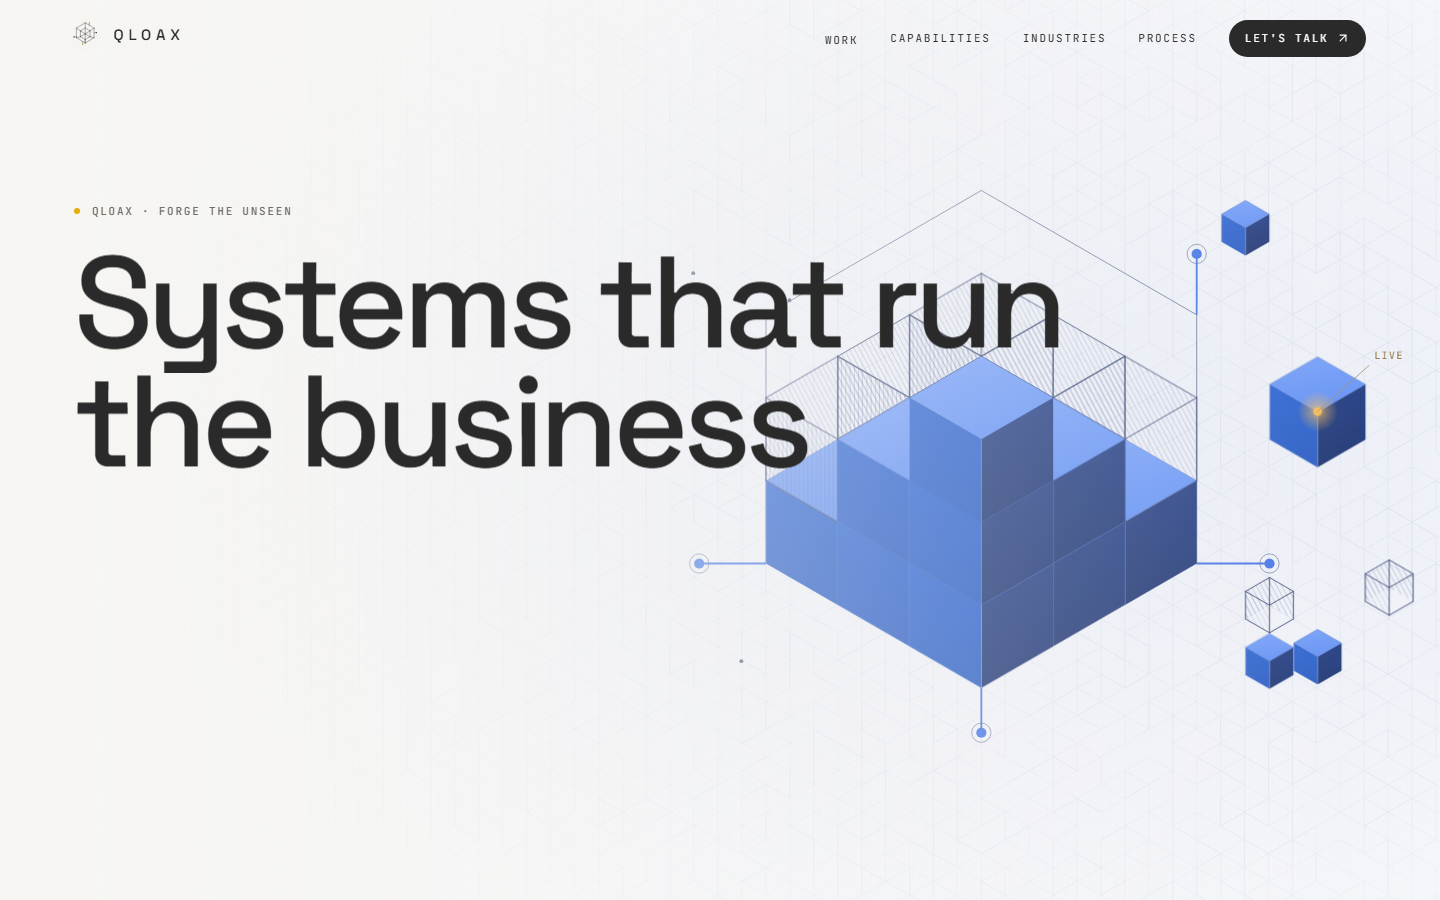 QLOAX
WORK
CAPABILITIES
INDUSTRIES
PROCESS
LET'S TALK
QLOAX · FORGE THE UNSEEN
Systems that run
the business
LIVE